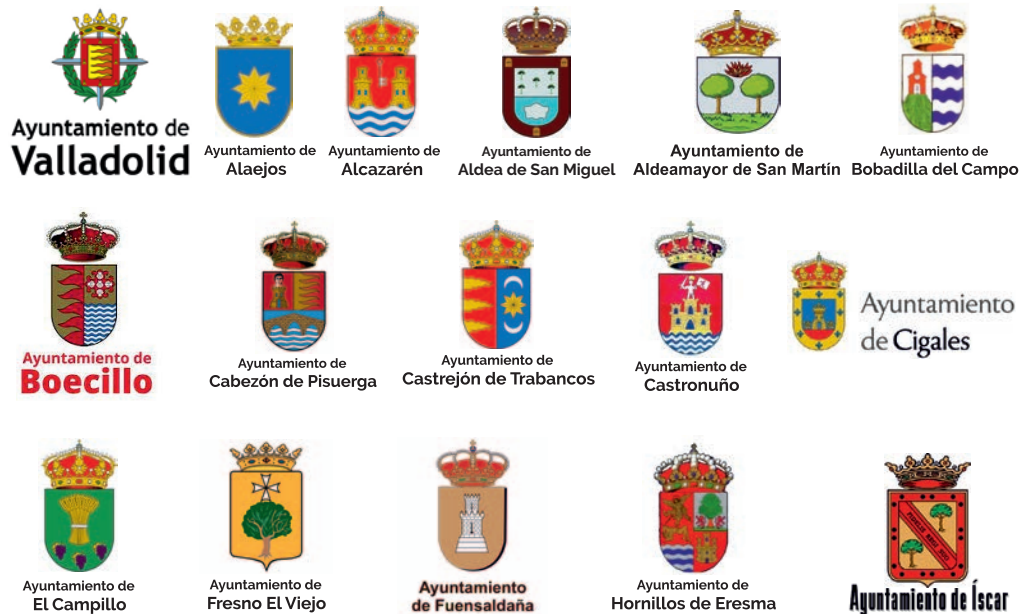 Ayuntamiento de
Valladolid
Ayuntamiento de
Alaejos
Ayuntamiento de
Alcazarén
Ayuntamiento de
Aldea de San Miguel
Ayuntamiento de
Aldeamayor de San Martín
Ayuntamiento de
Bobadilla del Campo
Ayuntamiento de
Boecillo
Ayuntamiento de
Cabezón de Pisuerga
Ayuntamiento de
Castrejón de Trabancos
Ayuntamiento de
Castronuño
Ayuntamiento
de Cigales
Ayuntamiento de
El Campillo
Ayuntamiento de
Fresno El Viejo
Ayuntamiento
de Fuensaldaña
Ayuntamiento de
Hornillos de Eresma
Ayuntamiento de Íscar